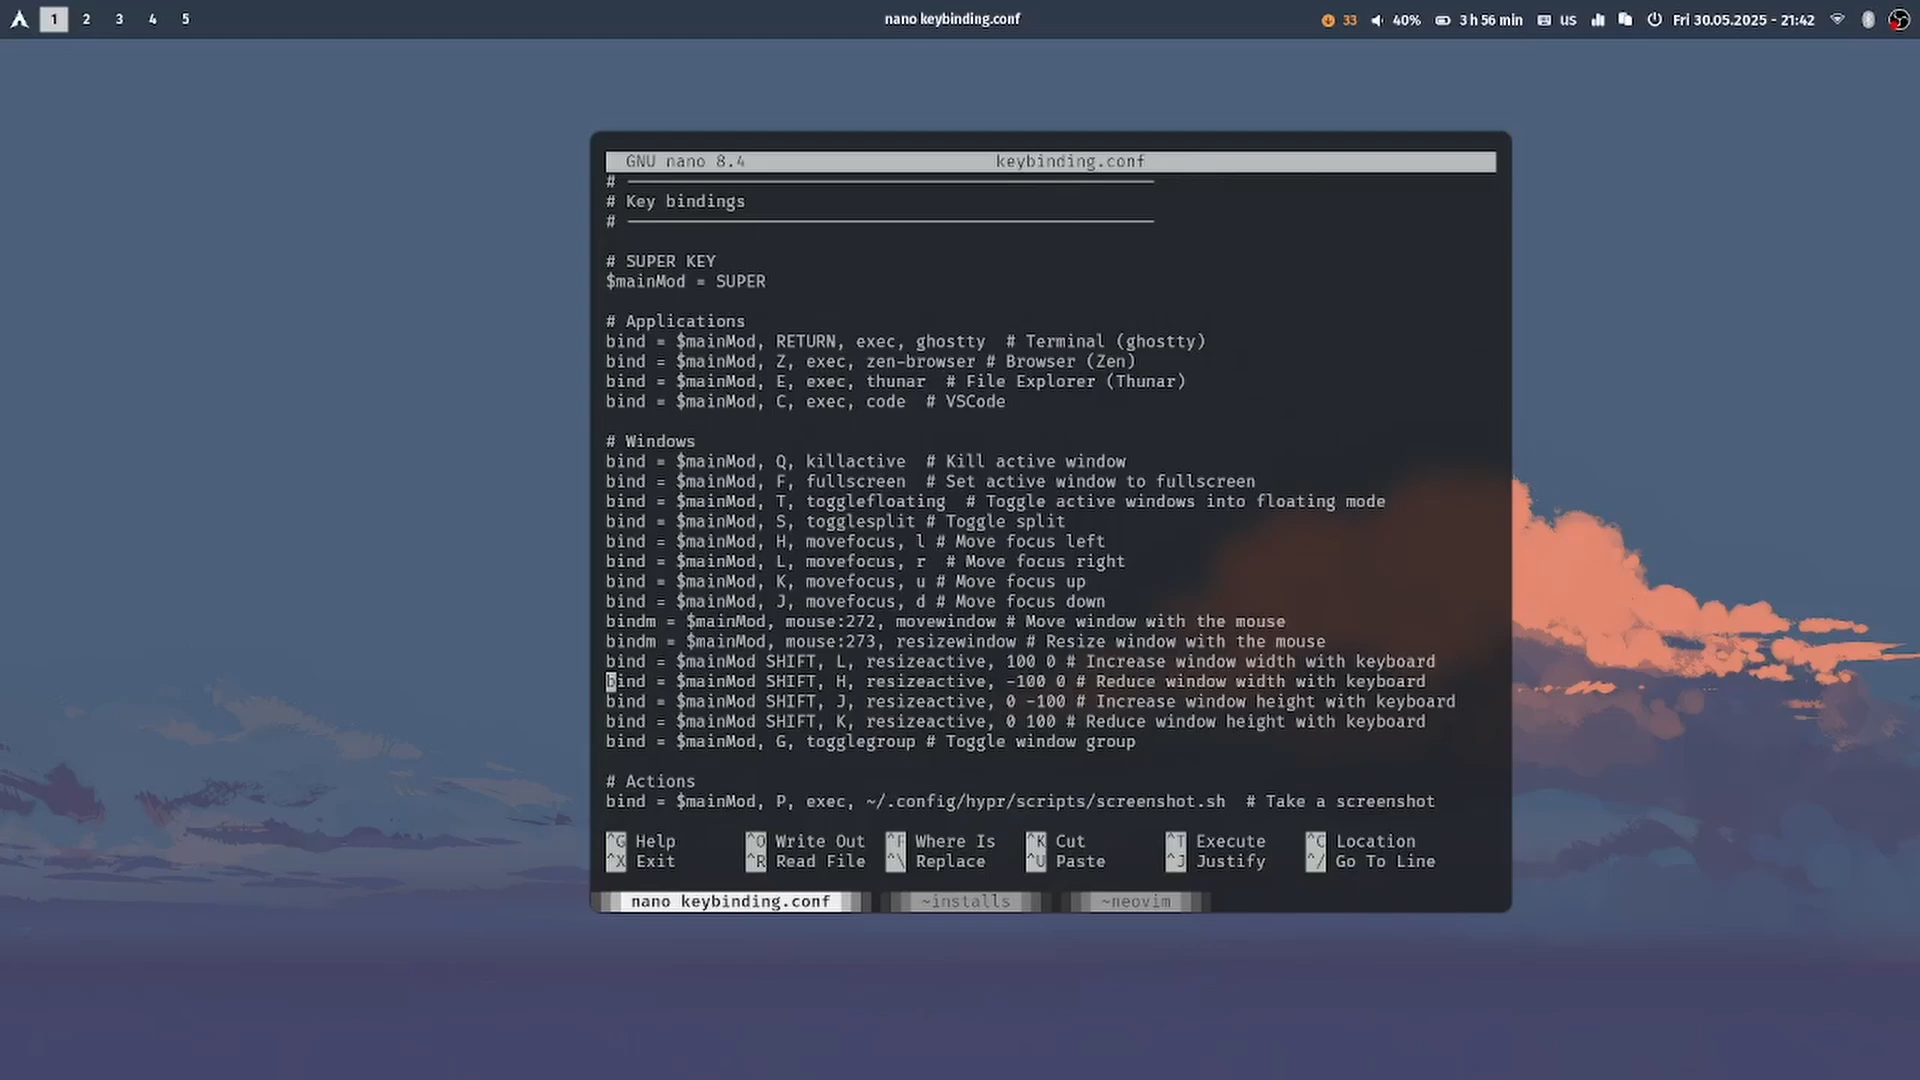 1 2 3 4 5 nano keybinding.conf 33 40% 3 h 56 min us Fri 30.05.2025 - 21:42
GNU nano 8.4 keybinding.conf
# ─────────────────────────────────────────────────────
# Key bindings
# ─────────────────────────────────────────────────────
# SUPER KEY
$mainMod = SUPER
# Applications
bind = $mainMod, RETURN, exec, ghostty  # Terminal (ghostty)
bind = $mainMod, Z, exec, zen-browser # Browser (Zen)
bind = $mainMod, E, exec, thunar  # File Explorer (Thunar)
bind = $mainMod, C, exec, code  # VSCode
# Windows
bind = $mainMod, Q, killactive  # Kill active window
bind = $mainMod, F, fullscreen  # Set active window to fullscreen
bind = $mainMod, T, togglefloating  # Toggle active windows into floating mode
bind = $mainMod, S, togglesplit # Toggle split
bind = $mainMod, H, movefocus, l # Move focus left
bind = $mainMod, L, movefocus, r  # Move focus right
bind = $mainMod, K, movefocus, u # Move focus up
bind = $mainMod, J, movefocus, d # Move focus down
bindm = $mainMod, mouse:272, movewindow # Move window with the mouse
bindm = $mainMod, mouse:273, resizewindow # Resize window with the mouse
bind = $mainMod SHIFT, L, resizeactive, 100 0 # Increase window width with keyboard
bind = $mainMod SHIFT, H, resizeactive, -100 0 # Reduce window width with keyboard
bind = $mainMod SHIFT, J, resizeactive, 0 -100 # Increase window height with keyboard
bind = $mainMod SHIFT, K, resizeactive, 0 100 # Reduce window height with keyboard
bind = $mainMod, G, togglegroup # Toggle window group
# Actions
bind = $mainMod, P, exec, ~/.config/hypr/scripts/screenshot.sh  # Take a screenshot
^G Help ^O Write Out ^F Where Is ^K Cut ^T Execute ^C Location
^X Exit ^R Read File ^\ Replace ^U Paste ^J Justify ^/ Go To Line
nano keybinding.conf ~installs ~neovim